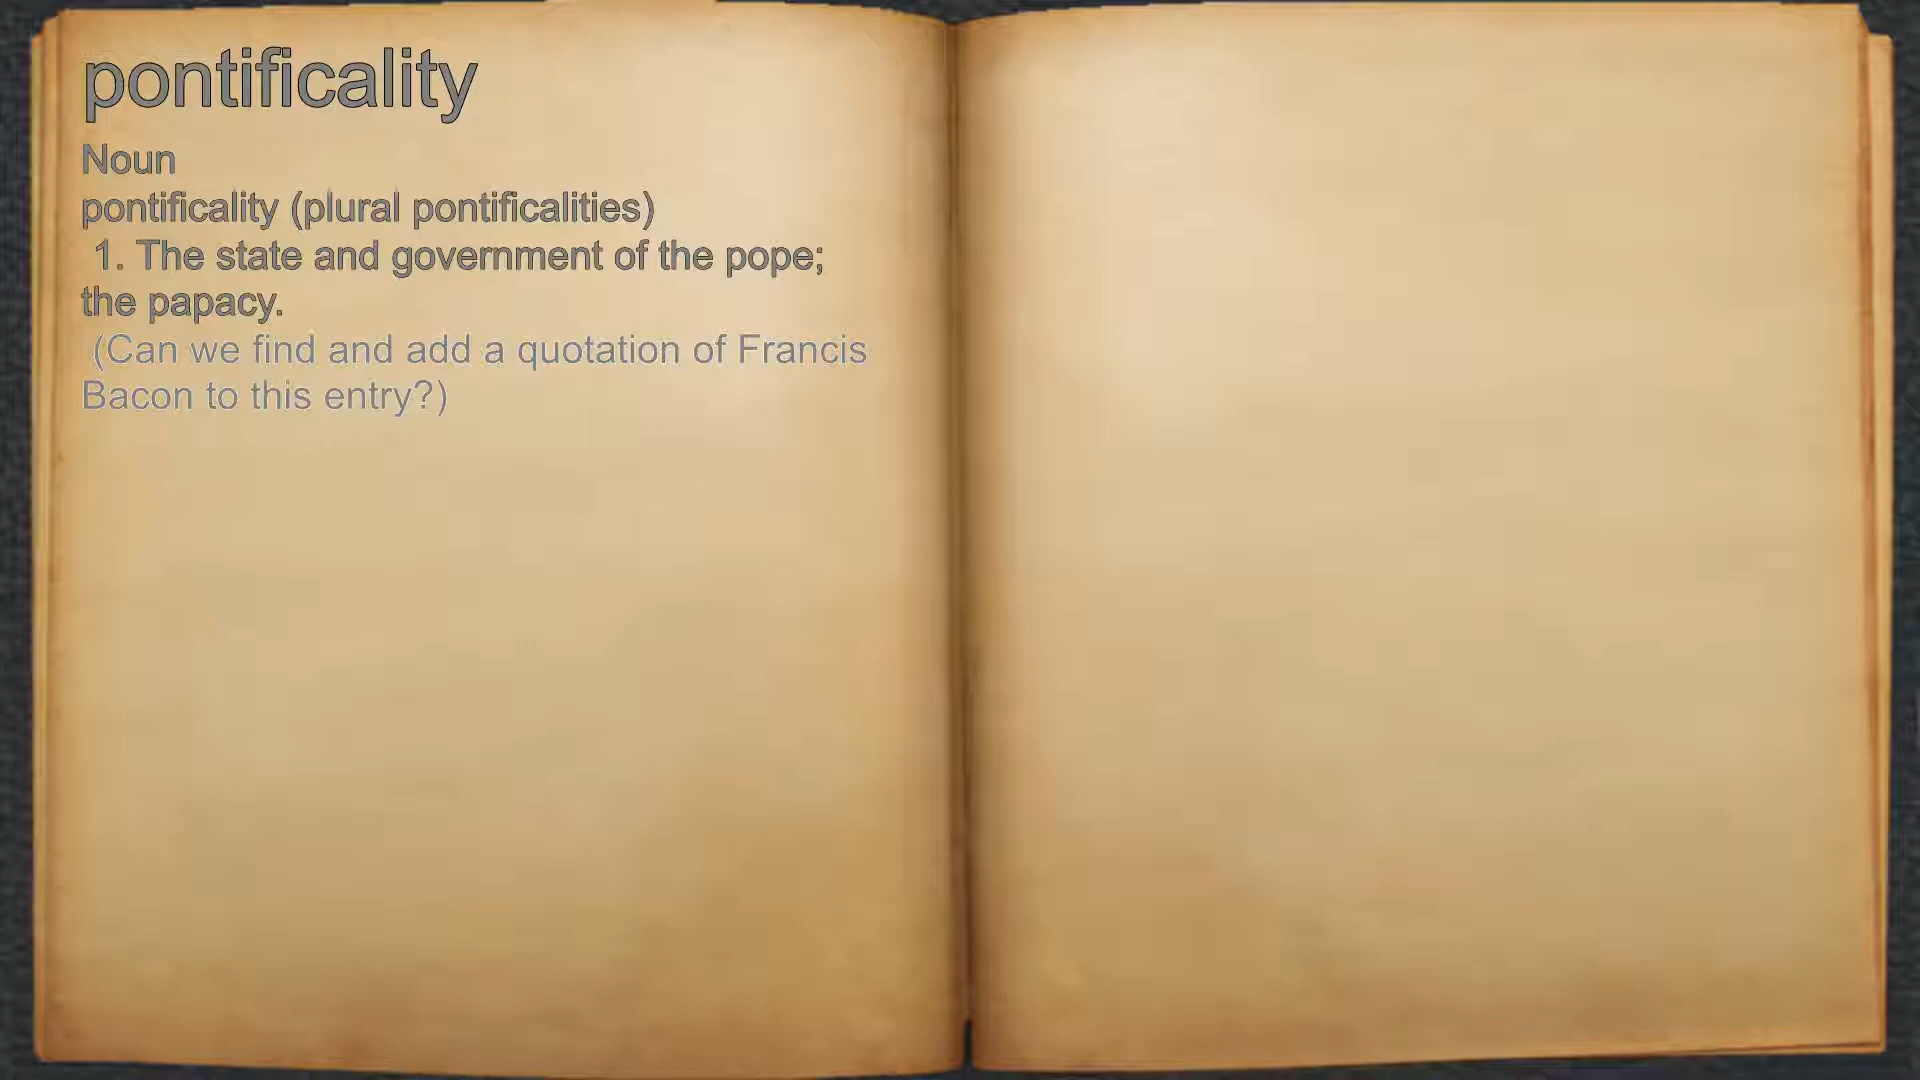 pontificality
Noun
pontificality (plural pontificalities)
1. The state and government of the pope;
the papacy.
(Can we find and add a quotation of Francis
Bacon to this entry?)